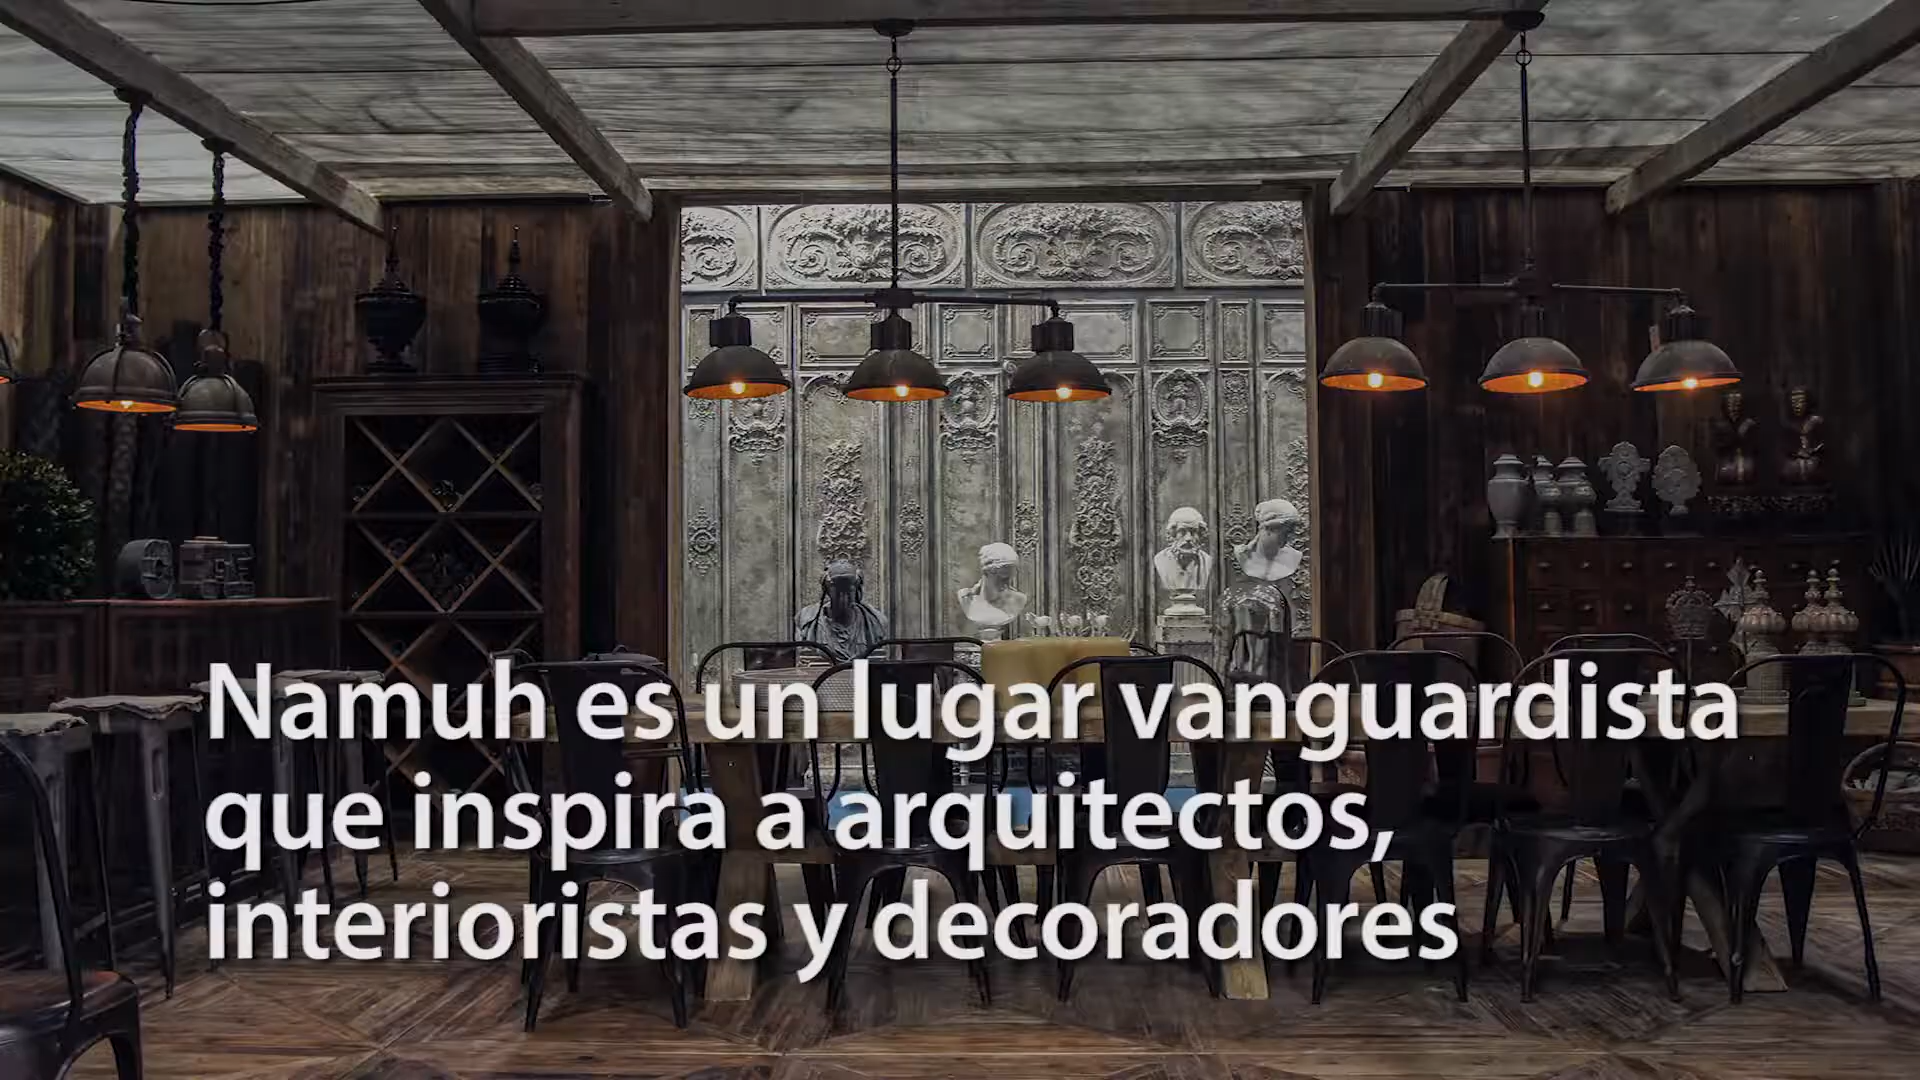 Namuh es un lugar vanguardista
que inspira a arquitectos,
interioristas y decoradores